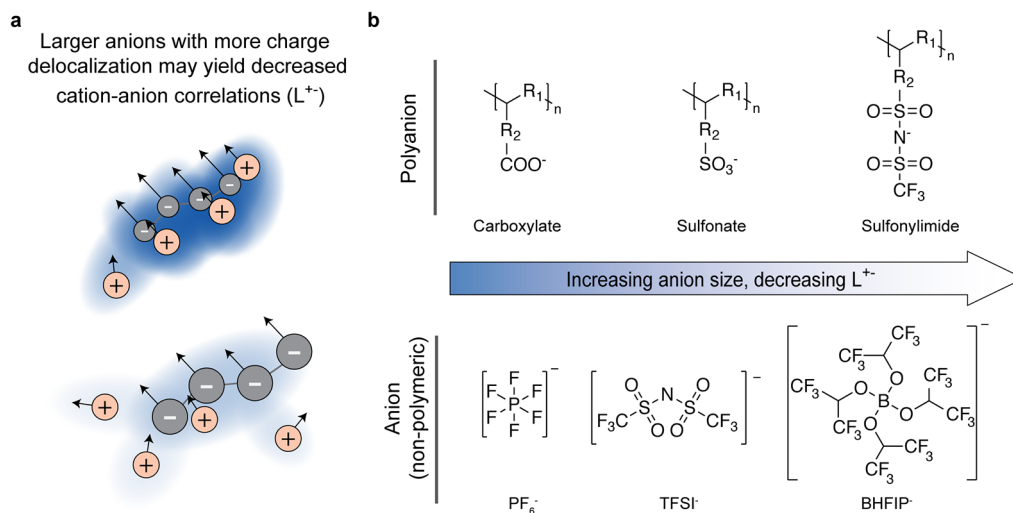 a
Larger anions with more charge
delocalization may yield decreased
cation-anion correlations (L⁺⁻)
- - - -
+ + + +
− − − −
+ + + +
b
Polyanion
R₁ n
R₂
COO⁻
Carboxylate
R₁ n
R₂
SO₃⁻
Sulfonate
R₁ n
R₂
O=S=O
N⁻
O=S=O
CF₃
Sulfonylimide
Increasing anion size, decreasing L⁺⁻
Anion
(non-polymeric)
F
F F
P
F F
F
−
PF₆⁻
O N O
S S
F₃C O O CF₃
−
TFSI⁻
CF₃
CF₃
CF₃
CF₃
O
O
B
O
O
CF₃
CF₃
CF₃
CF₃
−
BHFIP⁻